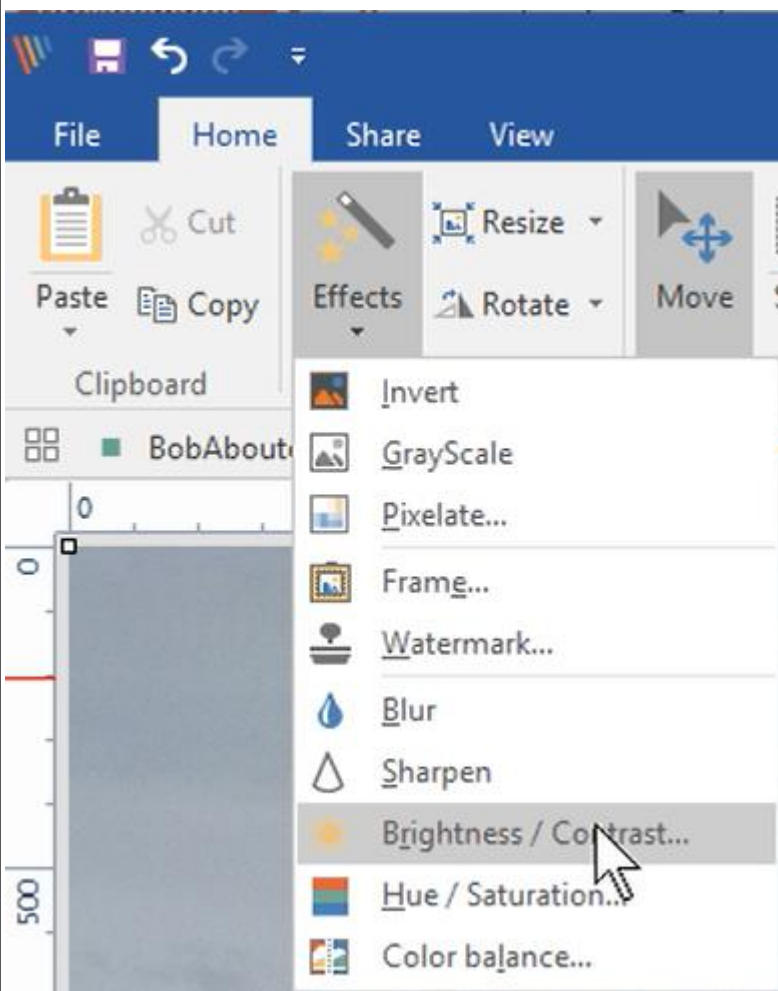 File Home Share View
Cut
Resize
Paste Copy Effects Rotate Move
Clipboard
Invert
BobAbout
GrayScale
0
Pixelate...
0
Frame...
Watermark...
Blur
Sharpen
Brightness / Contrast...
500
Hue / Saturation...
Color balance...